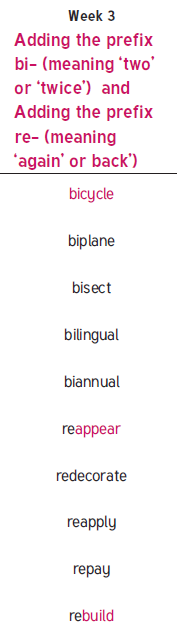 Week 3
Adding the prefix
bi– (meaning ‘two’
or ‘twice’)  and
Adding the prefix
re– (meaning
‘again’ or back’)
bicycle
biplane
bisect
bilingual
biannual
reappear
redecorate
reapply
repay
rebuild